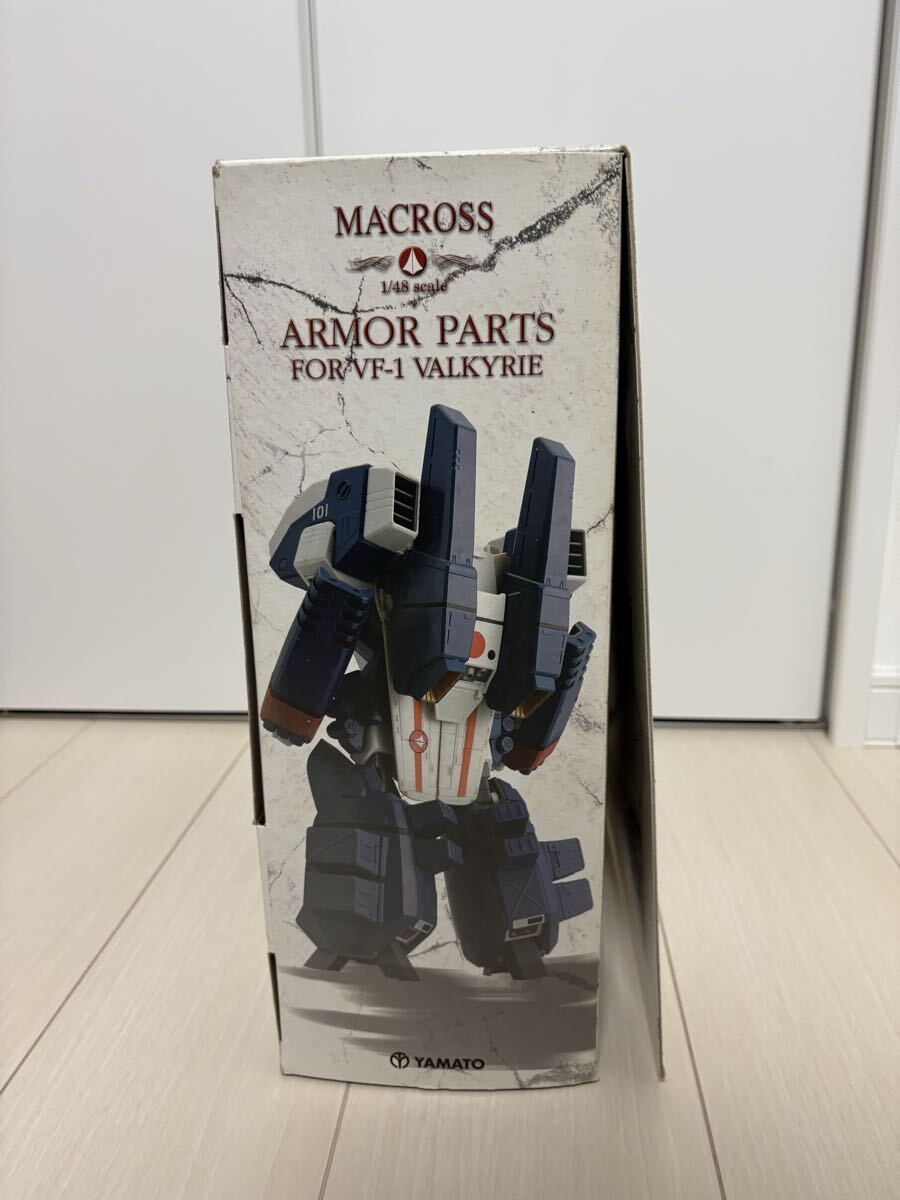 MACROSS
1/48 scale
ARMOR PARTS
FOR VF-1 VALKYRIE
101
YAMATO